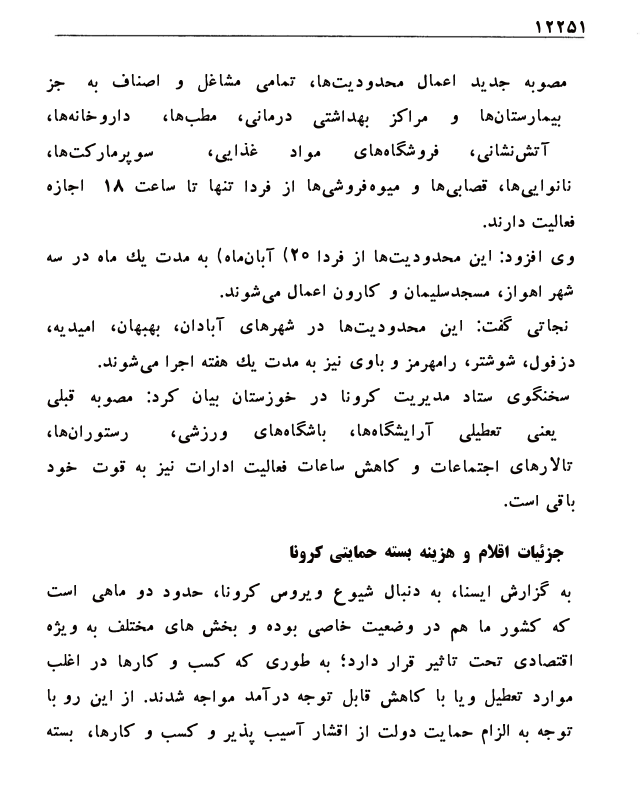 ۱۲۲۵۱
مصوبه جدید اعمال محدودیت‌ها، تمامی مشاغل و اصناف به جز
بیمارستان‌ها و مراکز بهداشتی درمانی، مطب‌ها، داروخانه‌ها،
آتش‌نشانی، فروشگاه‌های مواد غذایی، سوپرمارکت‌ها،
نانوایی‌ها، قصابی‌ها و میوه‌فروشی‌ها از فردا تنها تا ساعت ۱۸ اجازه
فعالیت دارند.
وی افزود: این محدودیت‌ها از فردا ۲۰) آبان‌ماه) به مدت یك ماه در سه
شهر اهواز، مسجدسلیمان و کارون اعمال می‌شوند.
نجاتی گفت: این محدودیت‌ها در شهرهای آبادان، بهبهان، امیدیه،
دزفول، شوشتر، رامهرمز و باوی نیز به مدت یك هفته اجرا می‌شوند.
سخنگوی ستاد مدیریت کرونا در خوزستان بیان کرد: مصوبه قبلی
یعنی تعطیلی آرایشگاه‌ها، باشگاه‌های ورزشی، رستوران‌ها،
تالارهای اجتماعات و کاهش ساعات فعالیت ادارات نیز به قوت خود
باقی است.
جزئیات اقلام و هزینه بسته حمایتی کرونا
به گزارش ایسنا، به دنبال شیوع ویروس کرونا، حدود دو ماهی است
که کشور ما هم در وضعیت خاصی بوده و بخش های مختلف به ویژه
اقتصادی تحت تاثیر قرار دارد؛ به طوری که کسب و کارها در اغلب
موارد تعطیل ویا با کاهش قابل توجه درآمد مواجه شدند. از این رو با
توجه به الزام حمایت دولت از اقشار آسیب پذیر و کسب و کارها، بسته